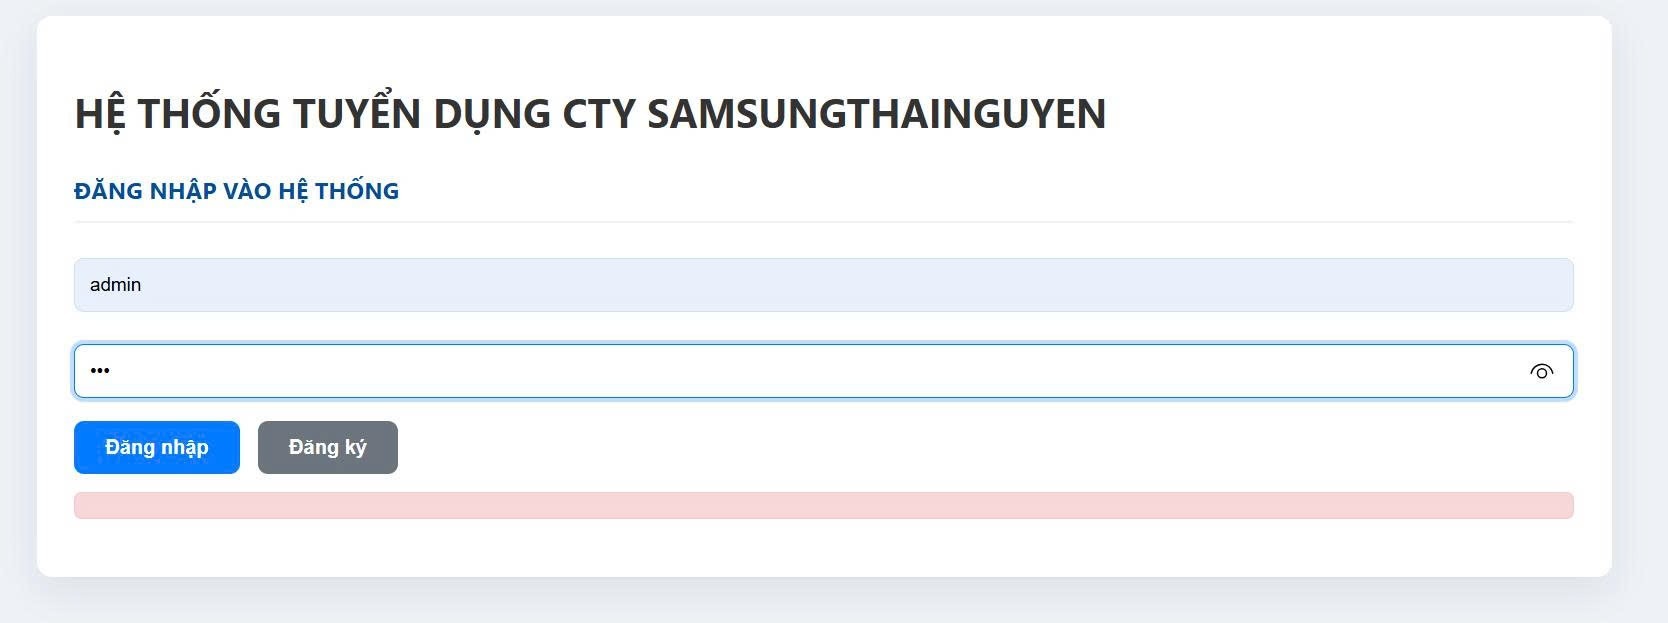 HỆ THỐNG TUYỂN DỤNG CTY SAMSUNGTHAINGUYEN
ĐĂNG NHẬP VÀO HỆ THỐNG
admin
•••
Đăng nhập
Đăng ký